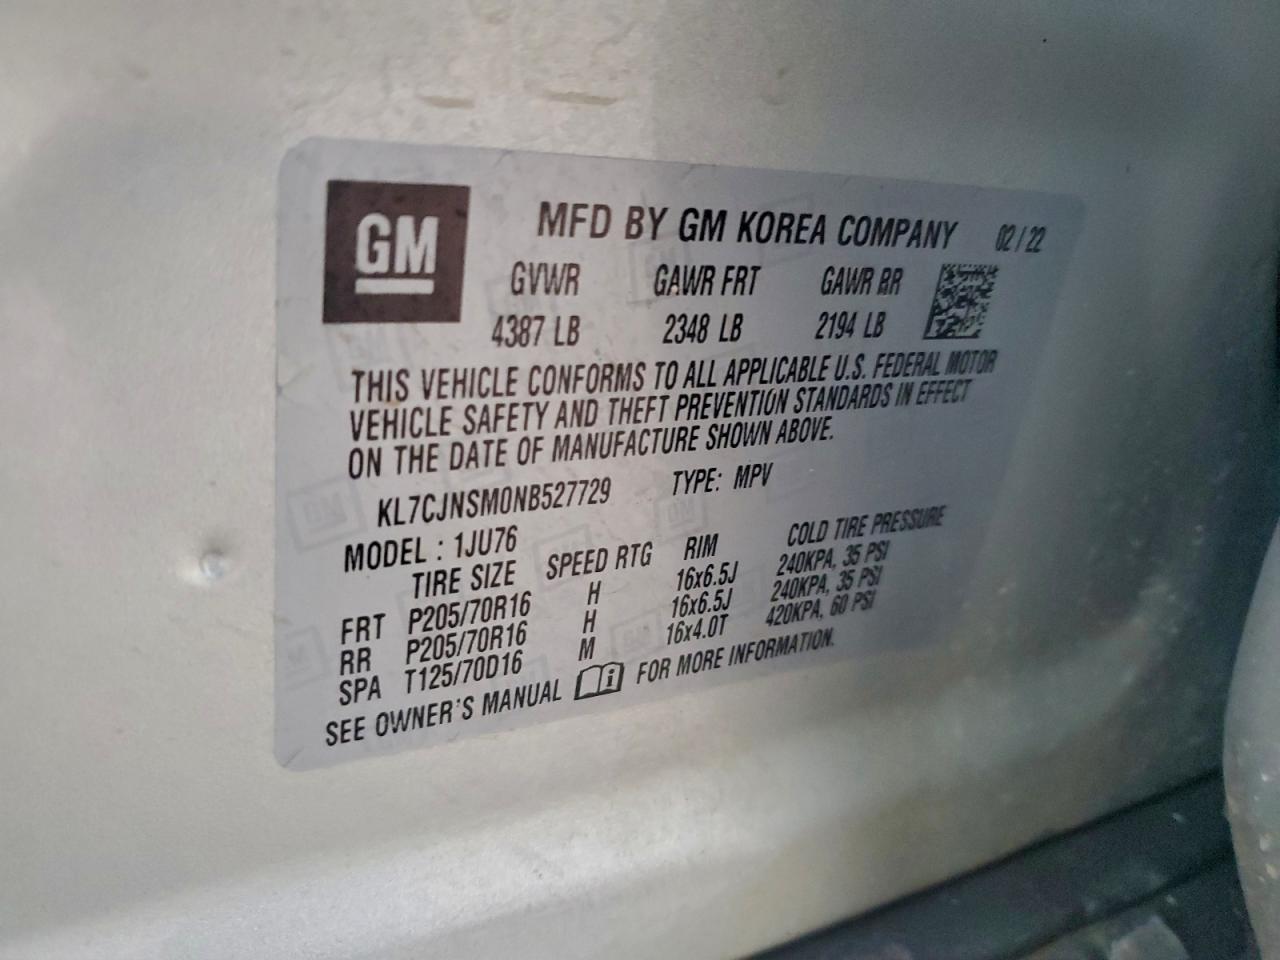 GM
MFD BY GM KOREA COMPANY 02/22
GVWR GAWR FRT GAWR RR
4387 LB 2348 LB 2194 LB
THIS VEHICLE CONFORMS TO ALL APPLICABLE U.S. FEDERAL MOTOR
VEHICLE SAFETY AND THEFT PREVENTION STANDARDS IN EFFECT
ON THE DATE OF MANUFACTURE SHOWN ABOVE.
KL7CJNSM0NB527729 TYPE: MPV
MODEL : 1JU76
TIRE SIZE SPEED RTG RIM COLD TIRE PRESSURE
FRT P205/70R16 H 16x6.5J 240KPA, 35 PSI
RR P205/70R16 H 16x6.5J 240KPA, 35 PSI
SPA T125/70D16 M 16x4.0T 420KPA, 60 PSI
SEE OWNER'S MANUAL FOR MORE INFORMATION.